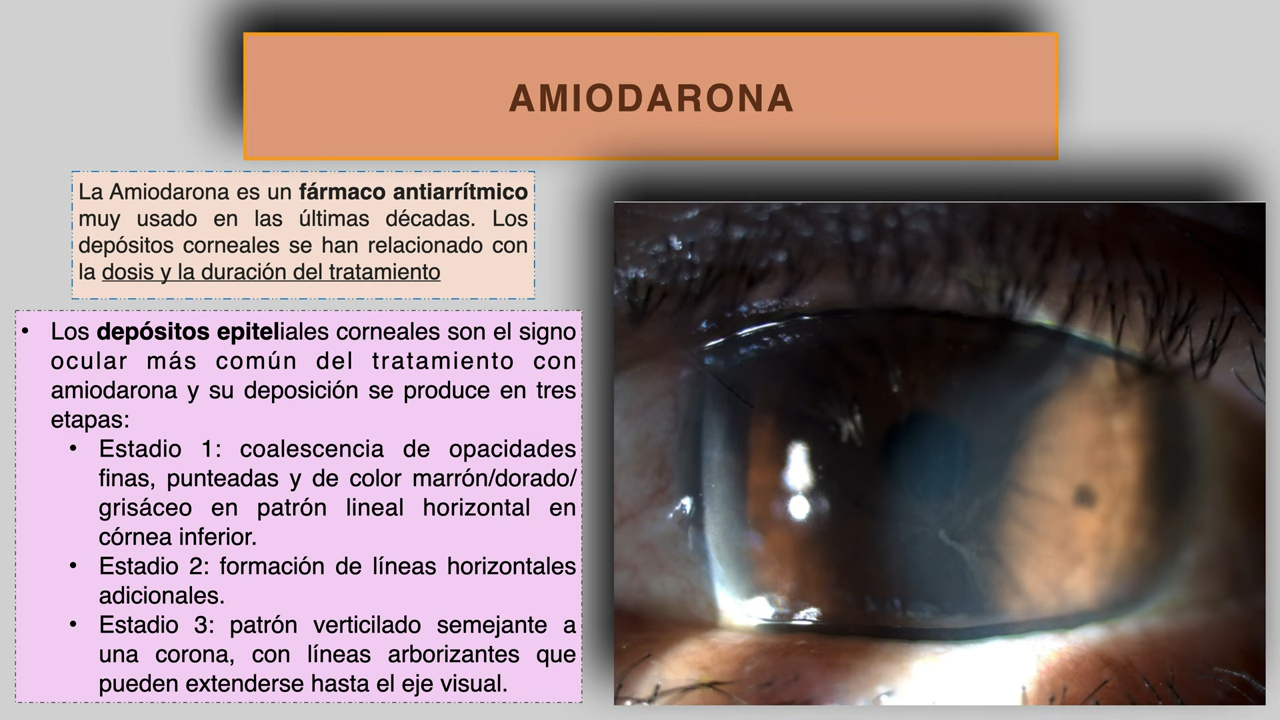 AMIODARONA
La Amiodarona es un fármaco antiarrítmico
muy usado en las últimas décadas. Los
depósitos corneales se han relacionado con
la dosis y la duración del tratamiento
• Los depósitos epiteliales corneales son el signo
ocular más común del tratamiento con
amiodarona y su deposición se produce en tres
etapas:
• Estadio 1: coalescencia de opacidades
finas, punteadas y de color marrón/dorado/
grisáceo en patrón lineal horizontal en
córnea inferior.
• Estadio 2: formación de líneas horizontales
adicionales.
• Estadio 3: patrón verticilado semejante a
una corona, con líneas arborizantes que
pueden extenderse hasta el eje visual.